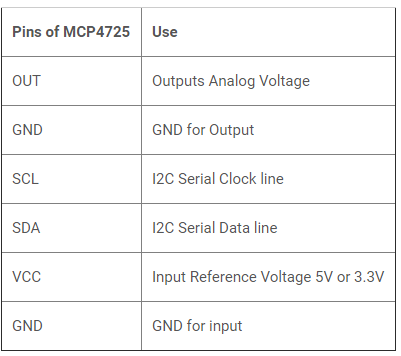 Pins of MCP4725 Use
OUT Outputs Analog Voltage
GND GND for Output
SCL I2C Serial Clock line
SDA I2C Serial Data line
VCC Input Reference Voltage 5V or 3.3V
GND GND for input